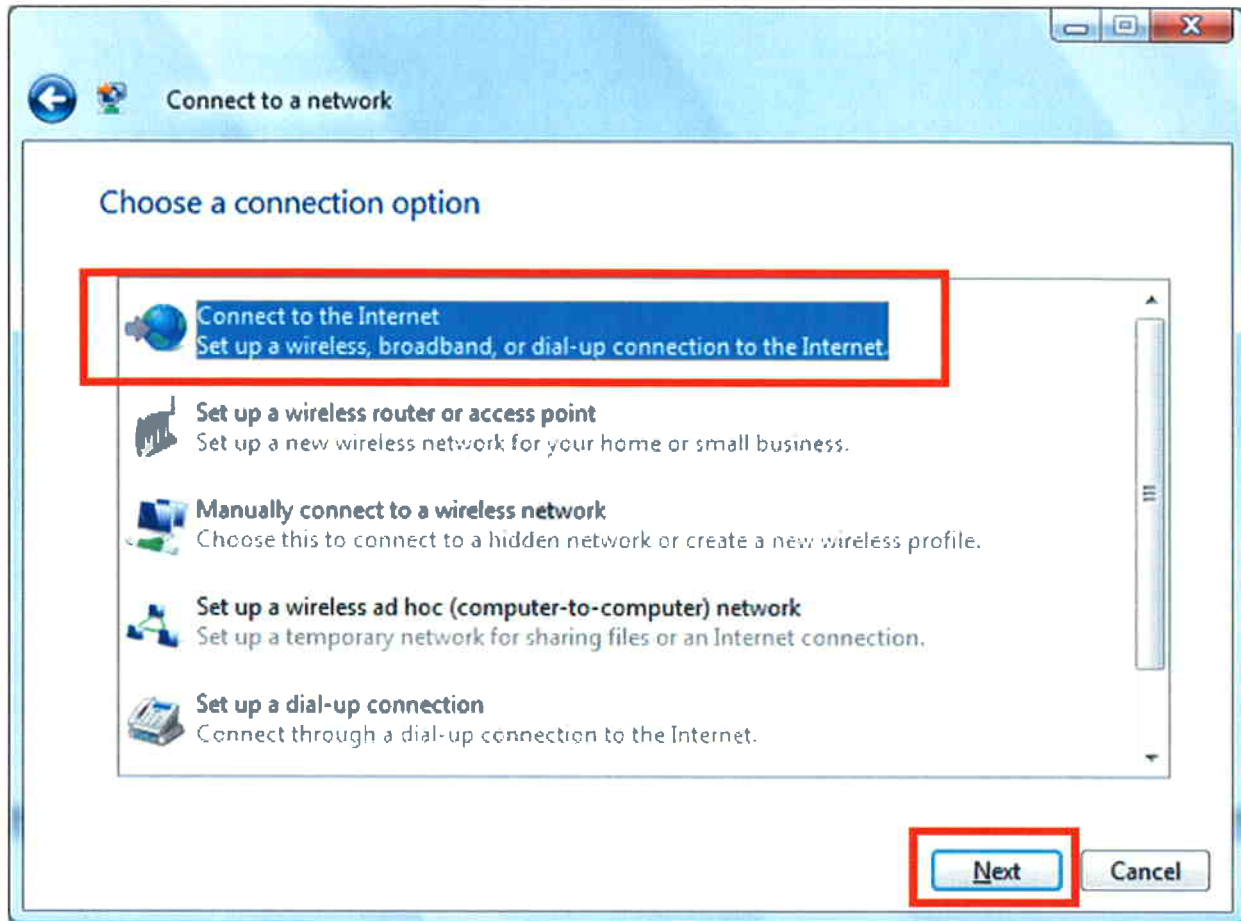 Connect to a network
Choose a connection option
Connect to the Internet
Set up a wireless, broadband, or dial-up connection to the Internet.
Set up a wireless router or access point
Set up a new wireless network for your home or small business.
Manually connect to a wireless network
Choose this to connect to a hidden network or create a new wireless profile.
Set up a wireless ad hoc (computer-to-computer) network
Set up a temporary network for sharing files or an Internet connection.
Set up a dial-up connection
Connect through a dial-up connection to the Internet.
Next
Cancel